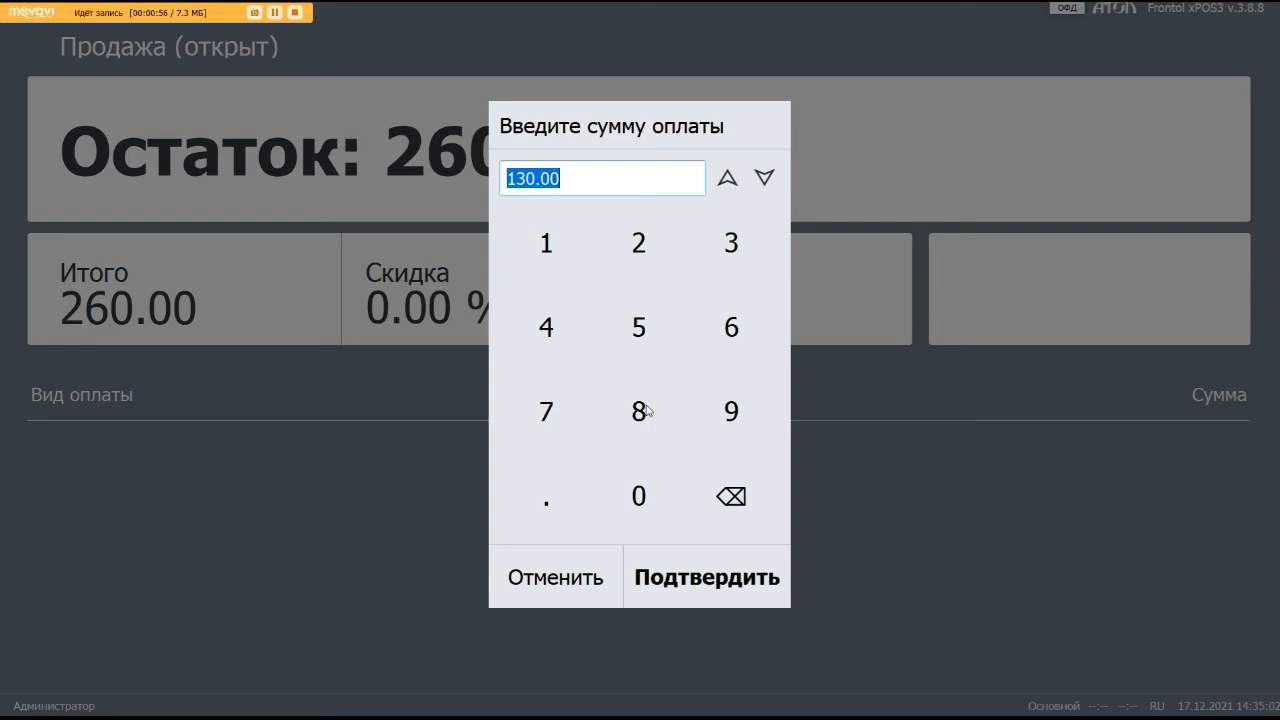 movavi Идёт запись [00:00:56 / 7.3 МБ]
ОФД АТОЛ Frontol xPOS3 v.3.8.8
Продажа (открыт)
Остаток: 260
Введите сумму оплаты
130.00
1 2 3
4 5 6
7 8 9
. 0
Отменить Подтвердить
Итого
260.00
Скидка
0.00 %
Вид оплаты
Сумма
Администратор
Основной --:-- --:-- RU 17.12.2021 14:35:02